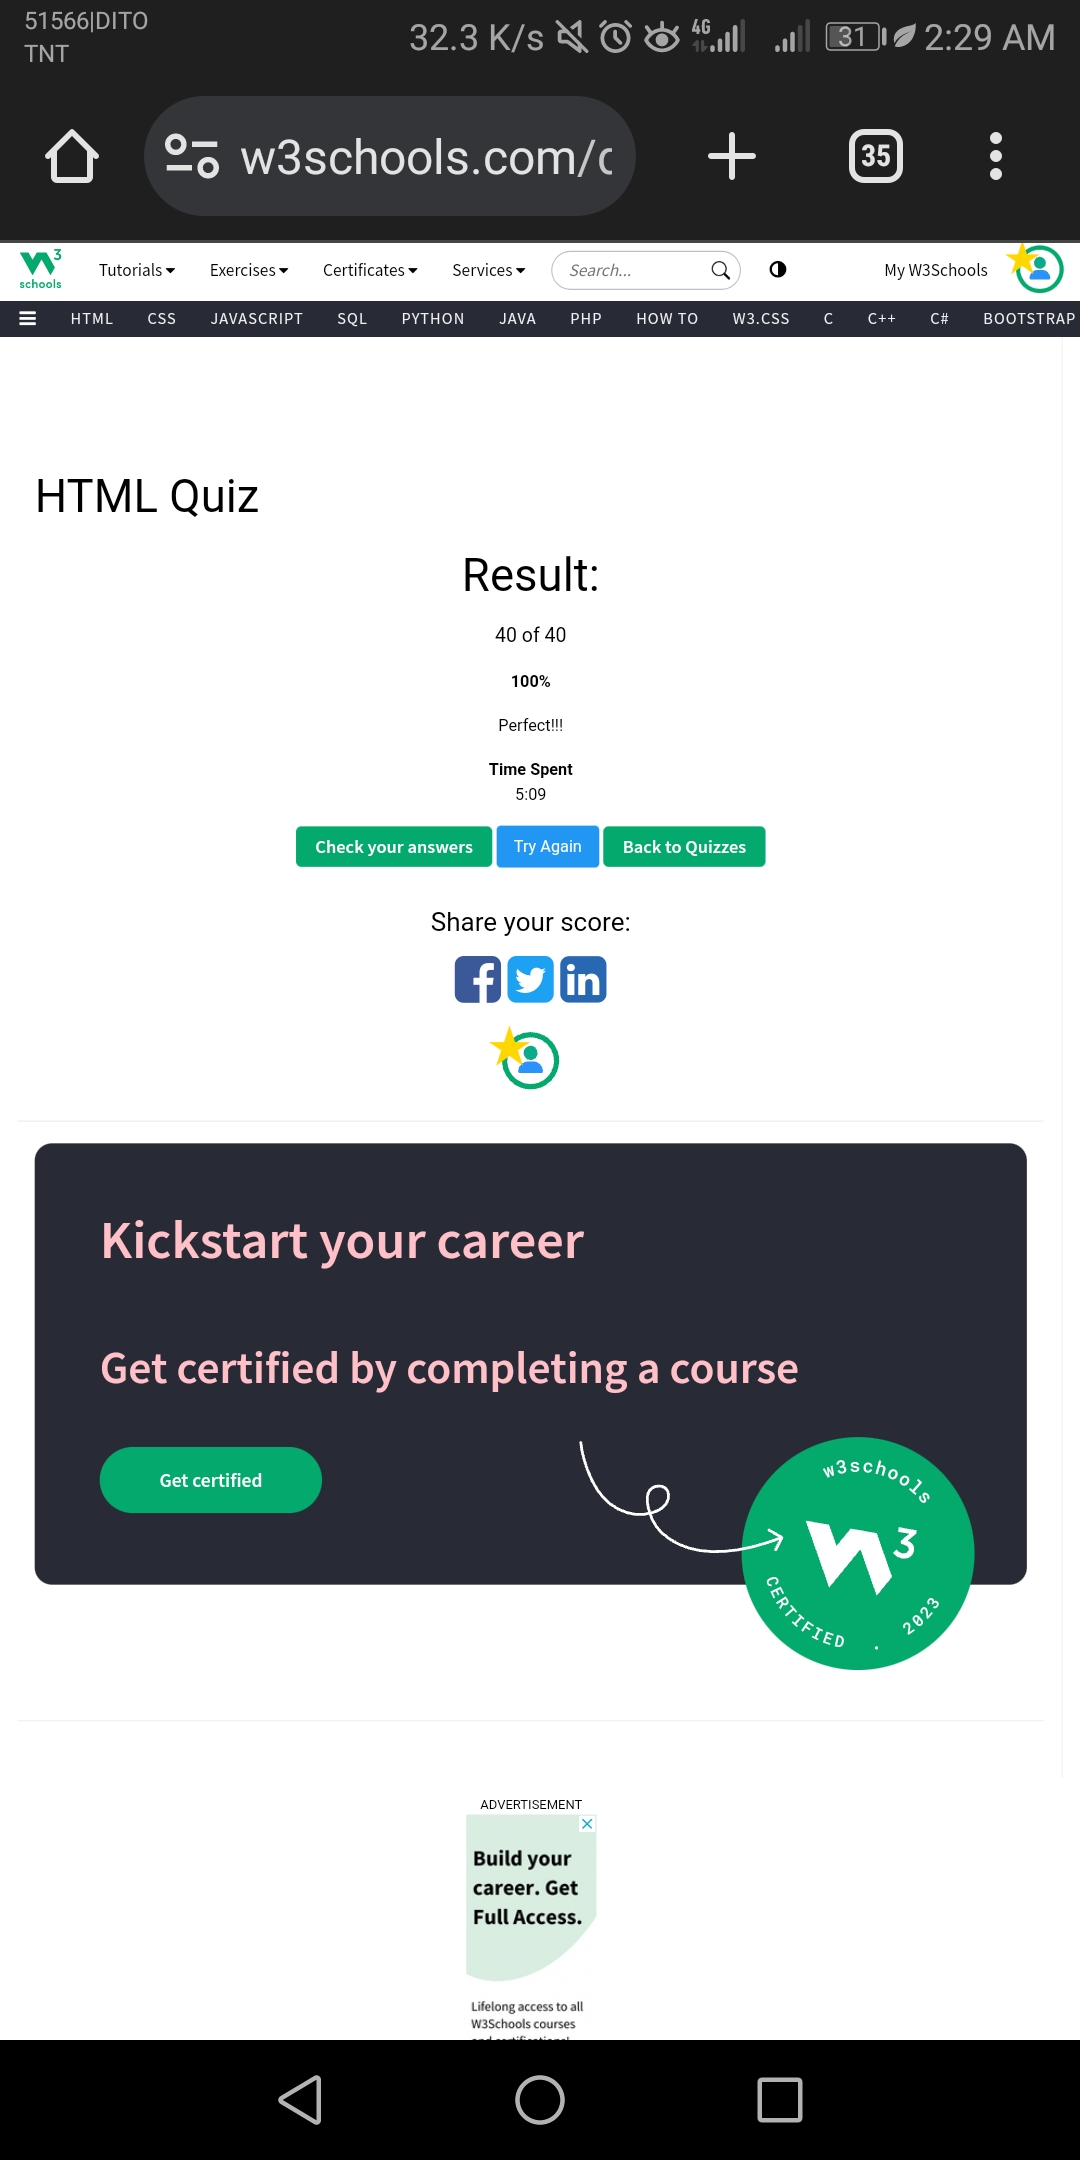 51566|DITO
TNT
32.3 K/s 4G 31 2:29 AM
w3schools.com/
35
W3 schools
Tutorials Exercises Certificates Services Search... My W3Schools
HTML CSS JAVASCRIPT SQL PYTHON JAVA PHP HOW TO W3.CSS C C++ C# BOOTSTRAP
HTML Quiz
Result:
40 of 40
100%
Perfect!!!
Time Spent
5:09
Check your answers Try Again Back to Quizzes
Share your score:
Kickstart your career
Get certified by completing a course
Get certified
w3schools
W3
CERTIFIED . 2023
ADVERTISEMENT
Build your
career. Get
Full Access.
Lifelong access to all
W3Schools courses